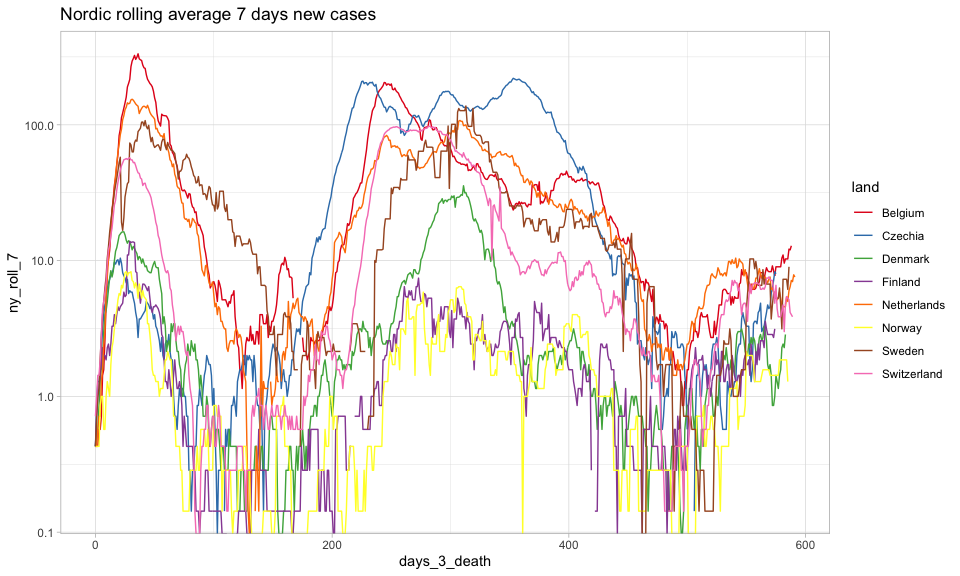 Nordic rolling average 7 days new cases
ny_roll_7
100.0
10.0
1.0
0.1
0
200
400
600
days_3_death
land
Belgium
Czechia
Denmark
Finland
Netherlands
Norway
Sweden
Switzerland